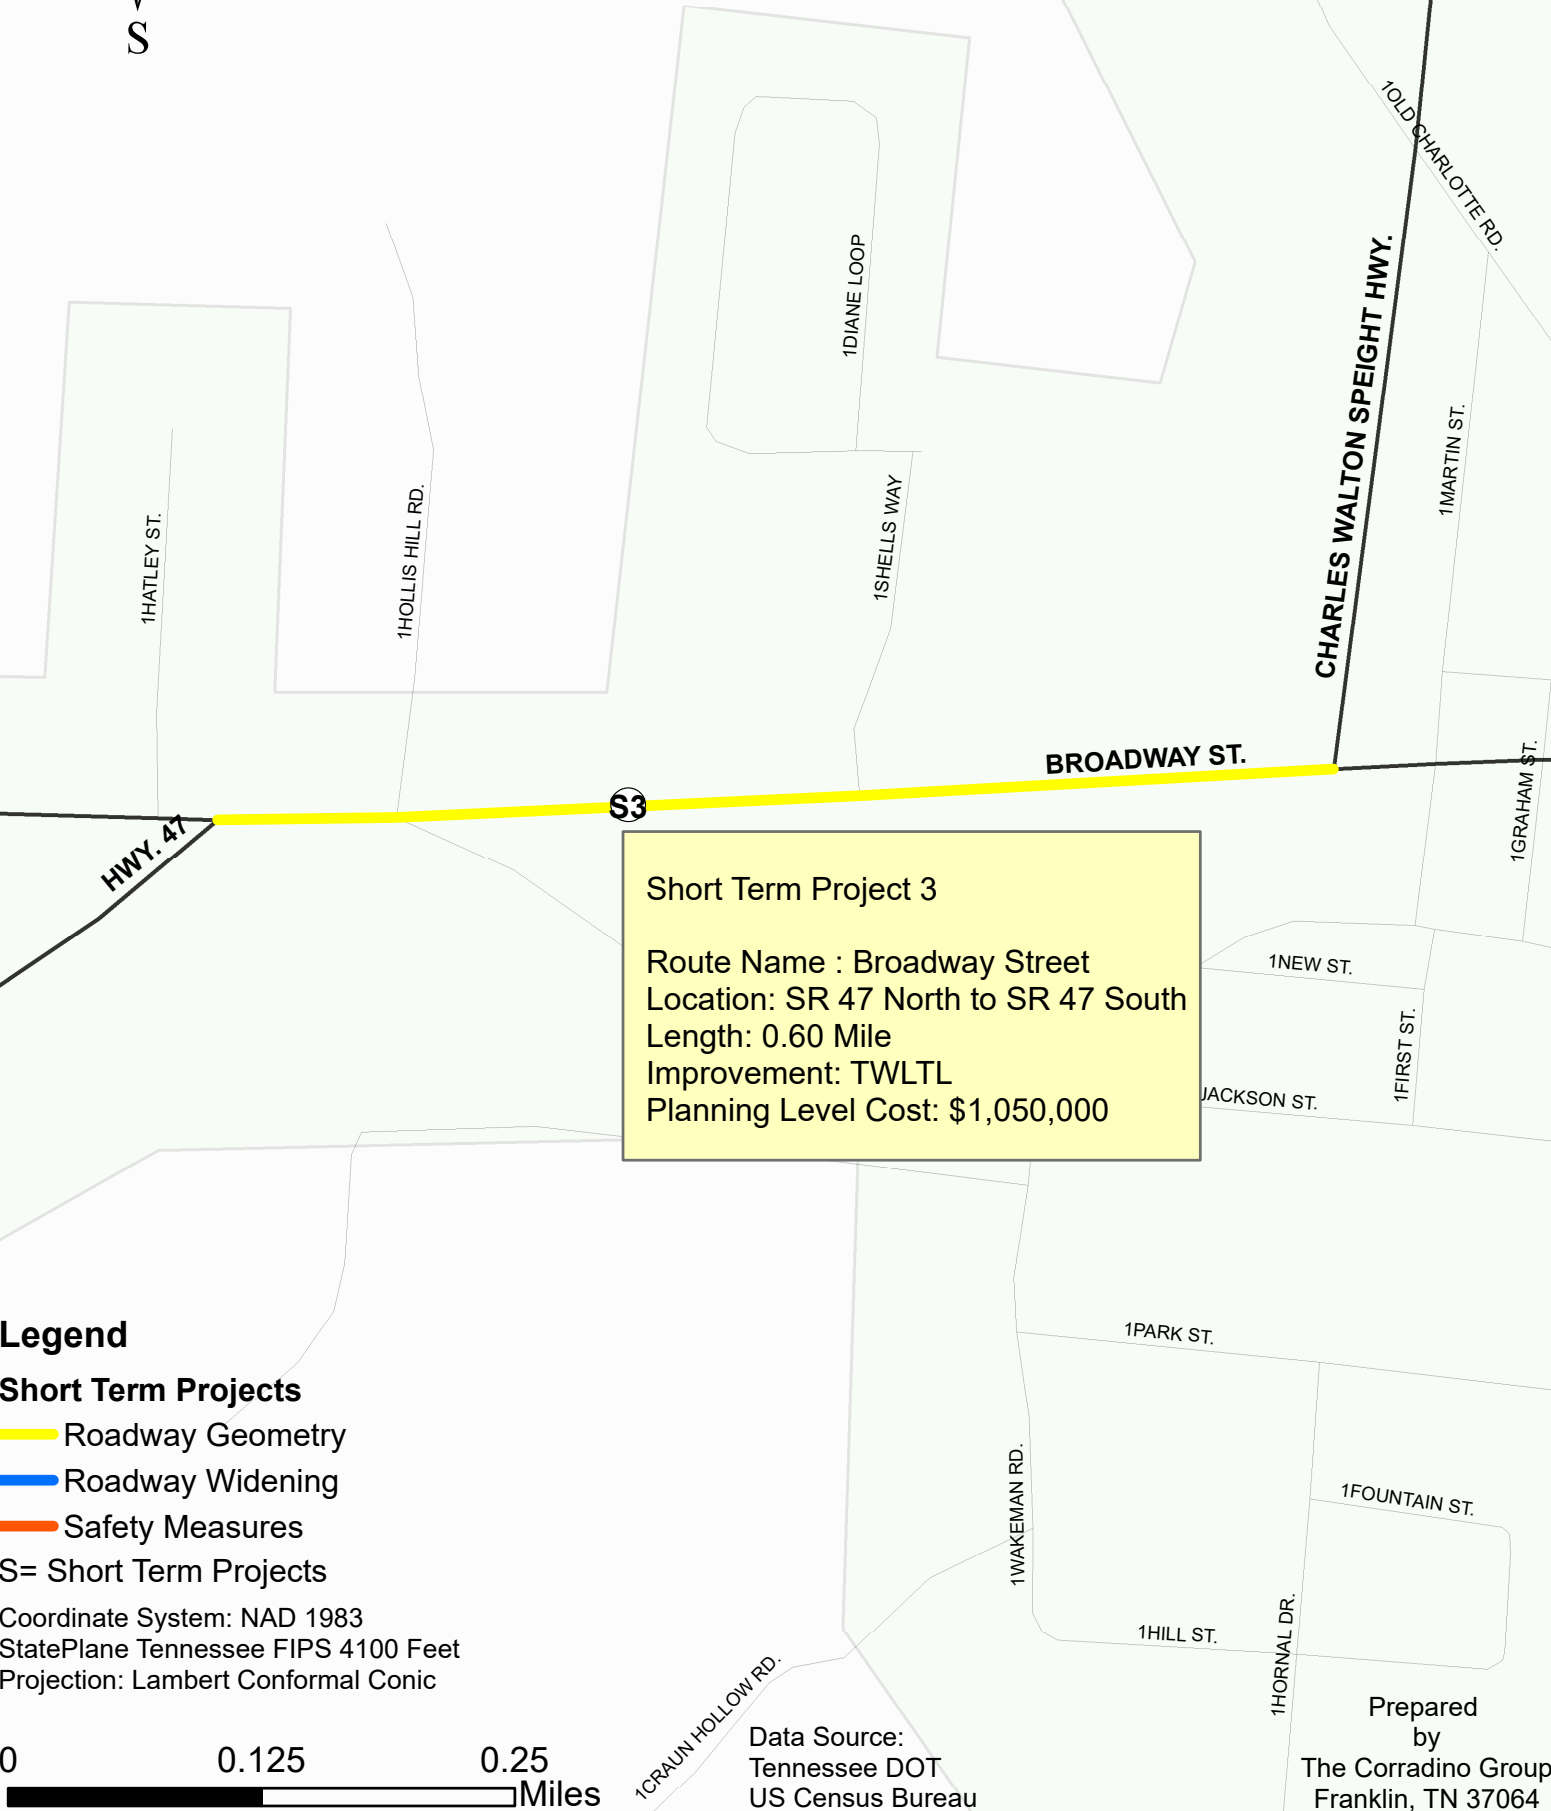 S
1OLD CHARLOTTE RD.
1DIANE LOOP
CHARLES WALTON SPEIGHT HWY.
1MARTIN ST.
1HATLEY ST.
1HOLLIS HILL RD.
1SHELLS WAY
BROADWAY ST.
1GRAHAM ST.
HWY. 47
S3
Short Term Project 3
Route Name : Broadway Street
Location: SR 47 North to SR 47 South
Length: 0.60 Mile
Improvement: TWLTL
Planning Level Cost: $1,050,000
1NEW ST.
1FIRST ST.
JACKSON ST.
1PARK ST.
1WAKEMAN RD.
1FOUNTAIN ST.
1HILL ST.
1HORNAL DR.
1CRAUN HOLLOW RD.
Legend
Short Term Projects
Roadway Geometry
Roadway Widening
Safety Measures
S= Short Term Projects
Coordinate System: NAD 1983
StatePlane Tennessee FIPS 4100 Feet
Projection: Lambert Conformal Conic
0 0.125 0.25
Miles
Data Source:
Tennessee DOT
US Census Bureau
Prepared
by
The Corradino Group
Franklin, TN 37064